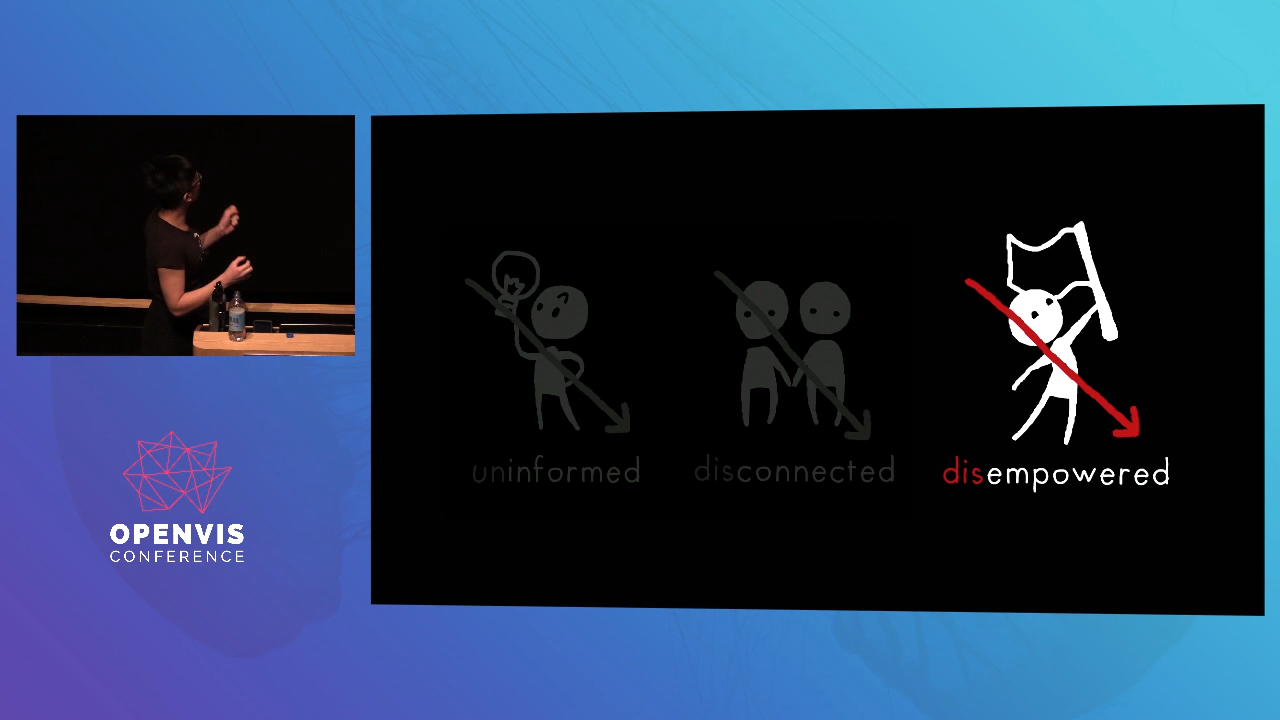 uninformed
disconnected
disempowered
OPENVIS
CONFERENCE